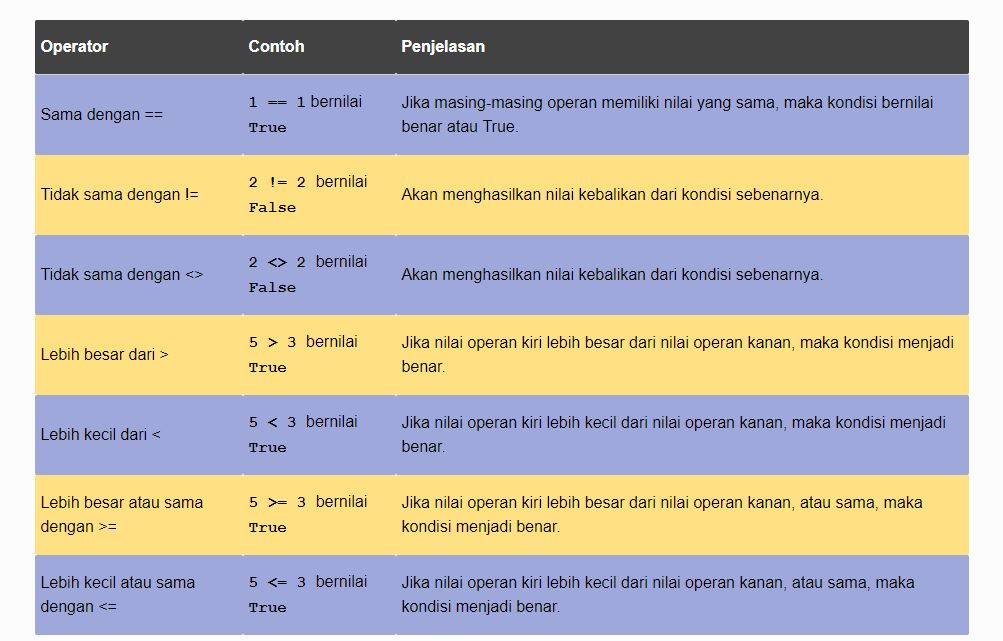 Operator Contoh Penjelasan
Sama dengan ==
1 == 1 bernilai
True
Jika masing-masing operan memiliki nilai yang sama, maka kondisi bernilai
benar atau True.
Tidak sama dengan !=
2 != 2 bernilai
False
Akan menghasilkan nilai kebalikan dari kondisi sebenarnya.
Tidak sama dengan <>
2 <> 2 bernilai
False
Akan menghasilkan nilai kebalikan dari kondisi sebenarnya.
Lebih besar dari >
5 > 3 bernilai
True
Jika nilai operan kiri lebih besar dari nilai operan kanan, maka kondisi menjadi
benar.
Lebih kecil dari <
5 < 3 bernilai
True
Jika nilai operan kiri lebih kecil dari nilai operan kanan, maka kondisi menjadi
benar.
Lebih besar atau sama
dengan >=
5 >= 3 bernilai
True
Jika nilai operan kiri lebih besar dari nilai operan kanan, atau sama, maka
kondisi menjadi benar.
Lebih kecil atau sama
dengan <=
5 <= 3 bernilai
True
Jika nilai operan kiri lebih kecil dari nilai operan kanan, atau sama, maka
kondisi menjadi benar.